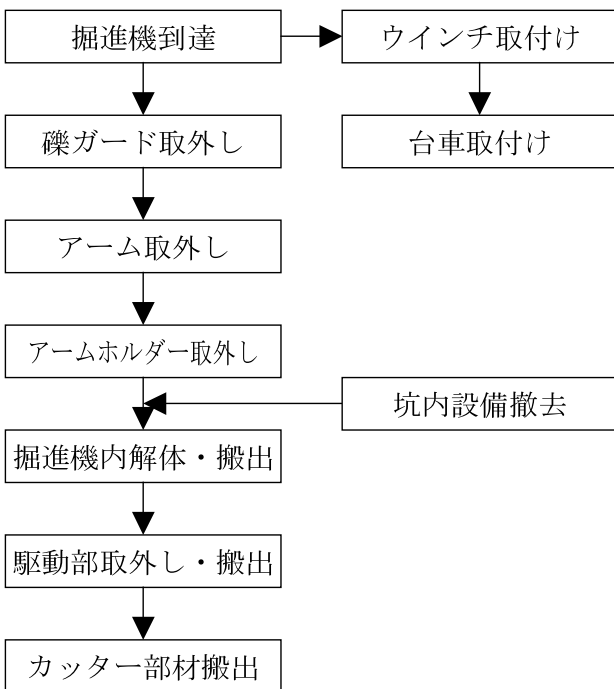 掘進機到達
ウインチ取付け
礫ガード取外し
台車取付け
アーム取外し
アームホルダー取外し
坑内設備撤去
掘進機内解体・搬出
駆動部取外し・搬出
カッター部材搬出